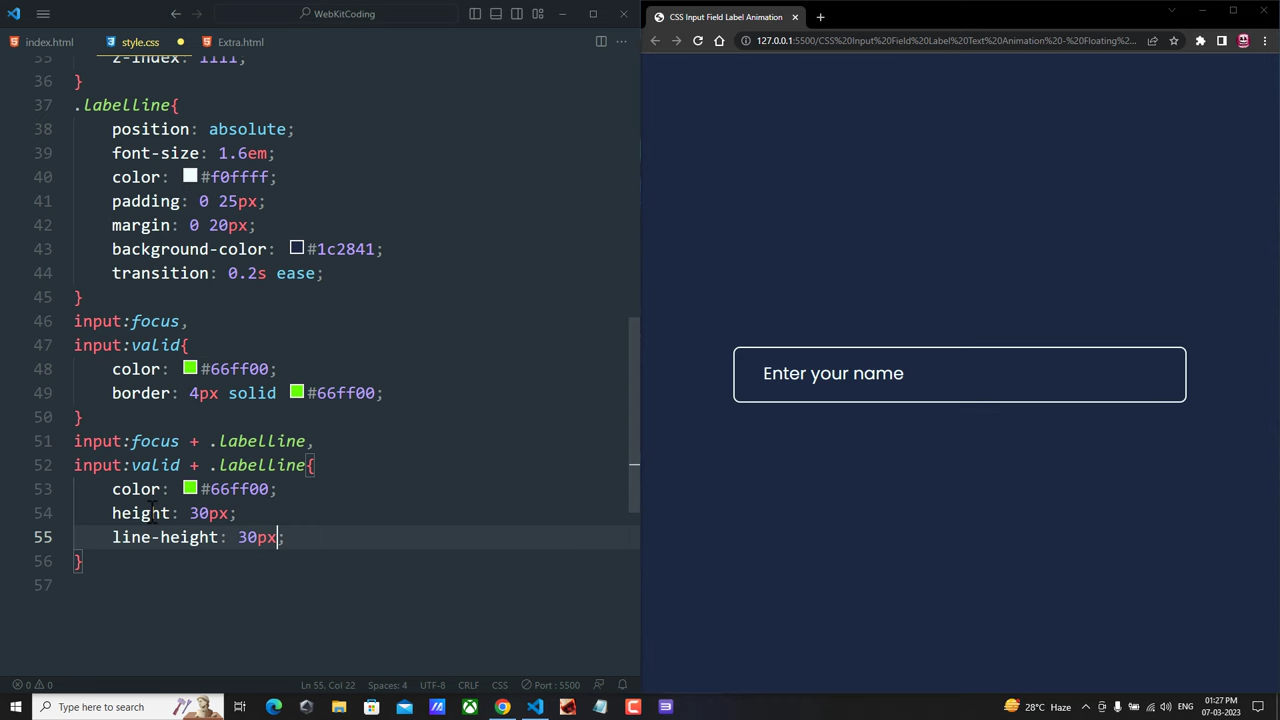 WebKitCoding
index.html
style.css
Extra.html
35 z-index: 1111;
36 }
37 .labelline{
38 position: absolute;
39 font-size: 1.6em;
40 color: #f0ffff;
41 padding: 0 25px;
42 margin: 0 20px;
43 background-color: #1c2841;
44 transition: 0.2s ease;
45 }
46 input:focus,
47 input:valid{
48 color: #66ff00;
49 border: 4px solid #66ff00;
50 }
51 input:focus + .labelline,
52 input:valid + .labelline{
53 color: #66ff00;
54 height: 30px;
55 line-height: 30px;
56 }
57
0 0
Ln 55, Col 22
Spaces: 4
UTF-8
CRLF
CSS
Port : 5500
CSS Input Field Label Animation
127.0.0.1:5500/CSS%20Input%20Field%20Label%20Text%20Animation%20-%20Floating%2...
Enter your name
Type here to search
28°C Haze
ENG
01:27 PM
07-03-2023